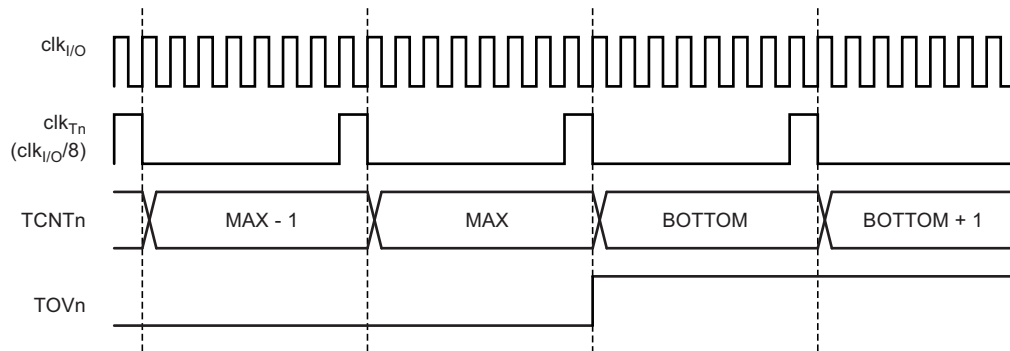 clkI/O
clkTn
(clkI/O/8)
TCNTn MAX - 1 MAX BOTTOM BOTTOM + 1
TOVn